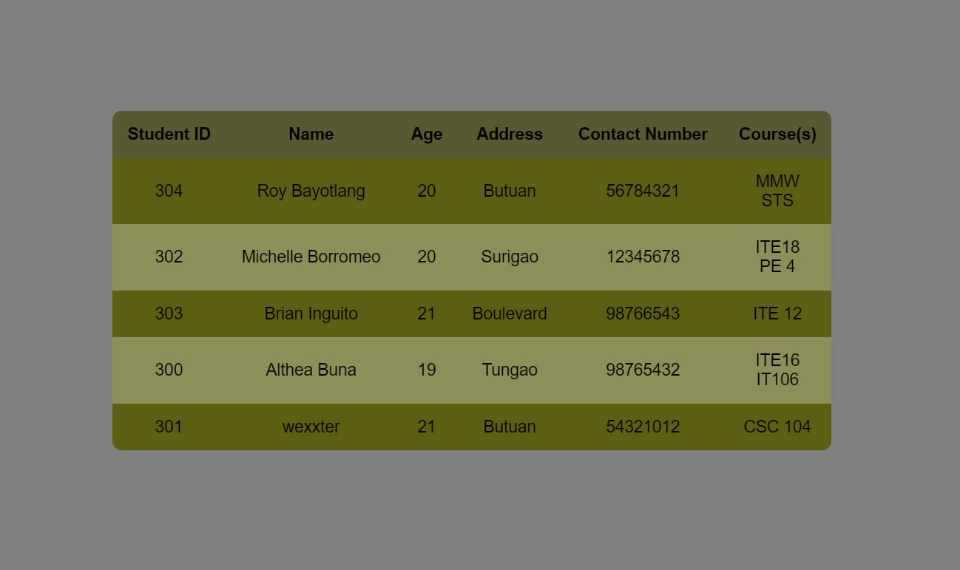 Student ID Name Age Address Contact Number Course(s)
304 Roy Bayotlang 20 Butuan 56784321 MMW
STS
302 Michelle Borromeo 20 Surigao 12345678 ITE18
PE 4
303 Brian Inguito 21 Boulevard 98766543 ITE 12
300 Althea Buna 19 Tungao 98765432 ITE16
IT106
301 wexxter 21 Butuan 54321012 CSC 104